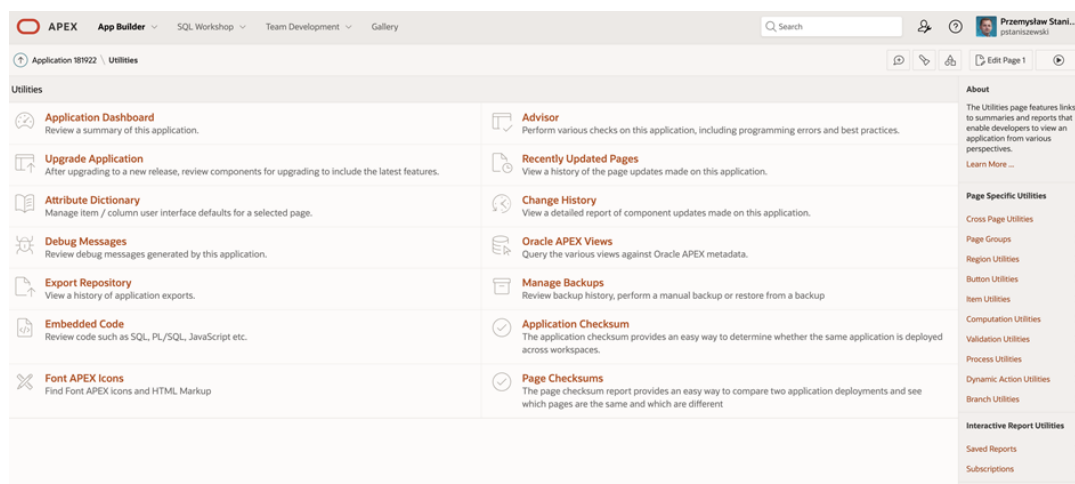 APEX App Builder SQL Workshop Team Development Gallery Search Przemysław Stani...
pstaniszewski
Application 181922 \ Utilities Edit Page 1
Utilities
Application Dashboard
Review a summary of this application.
Upgrade Application
After upgrading to a new release, review components for upgrading to include the latest features.
Attribute Dictionary
Manage item / column user interface defaults for a selected page.
Debug Messages
Review debug messages generated by this application.
Export Repository
View a history of application exports.
Embedded Code
Review code such as SQL, PL/SQL, JavaScript etc.
Font APEX Icons
Find Font APEX icons and HTML Markup
Advisor
Perform various checks on this application, including programming errors and best practices.
Recently Updated Pages
View a history of the page updates made on this application.
Change History
View a detailed report of component updates made on this application.
Oracle APEX Views
Query the various views against Oracle APEX metadata.
Manage Backups
Review backup history, perform a manual backup or restore from a backup
Application Checksum
The application checksum provides an easy way to determine whether the same application is deployed
across workspaces.
Page Checksums
The page checksum report provides an easy way to compare two application deployments and see
which pages are the same and which are different
About
The Utilities page features links
to summaries and reports that
enable developers to view an
application from various
perspectives.
Learn More ...
Page Specific Utilities
Cross Page Utilities
Page Groups
Region Utilities
Button Utilities
Item Utilities
Computation Utilities
Validation Utilities
Process Utilities
Dynamic Action Utilities
Branch Utilities
Interactive Report Utilities
Saved Reports
Subscriptions